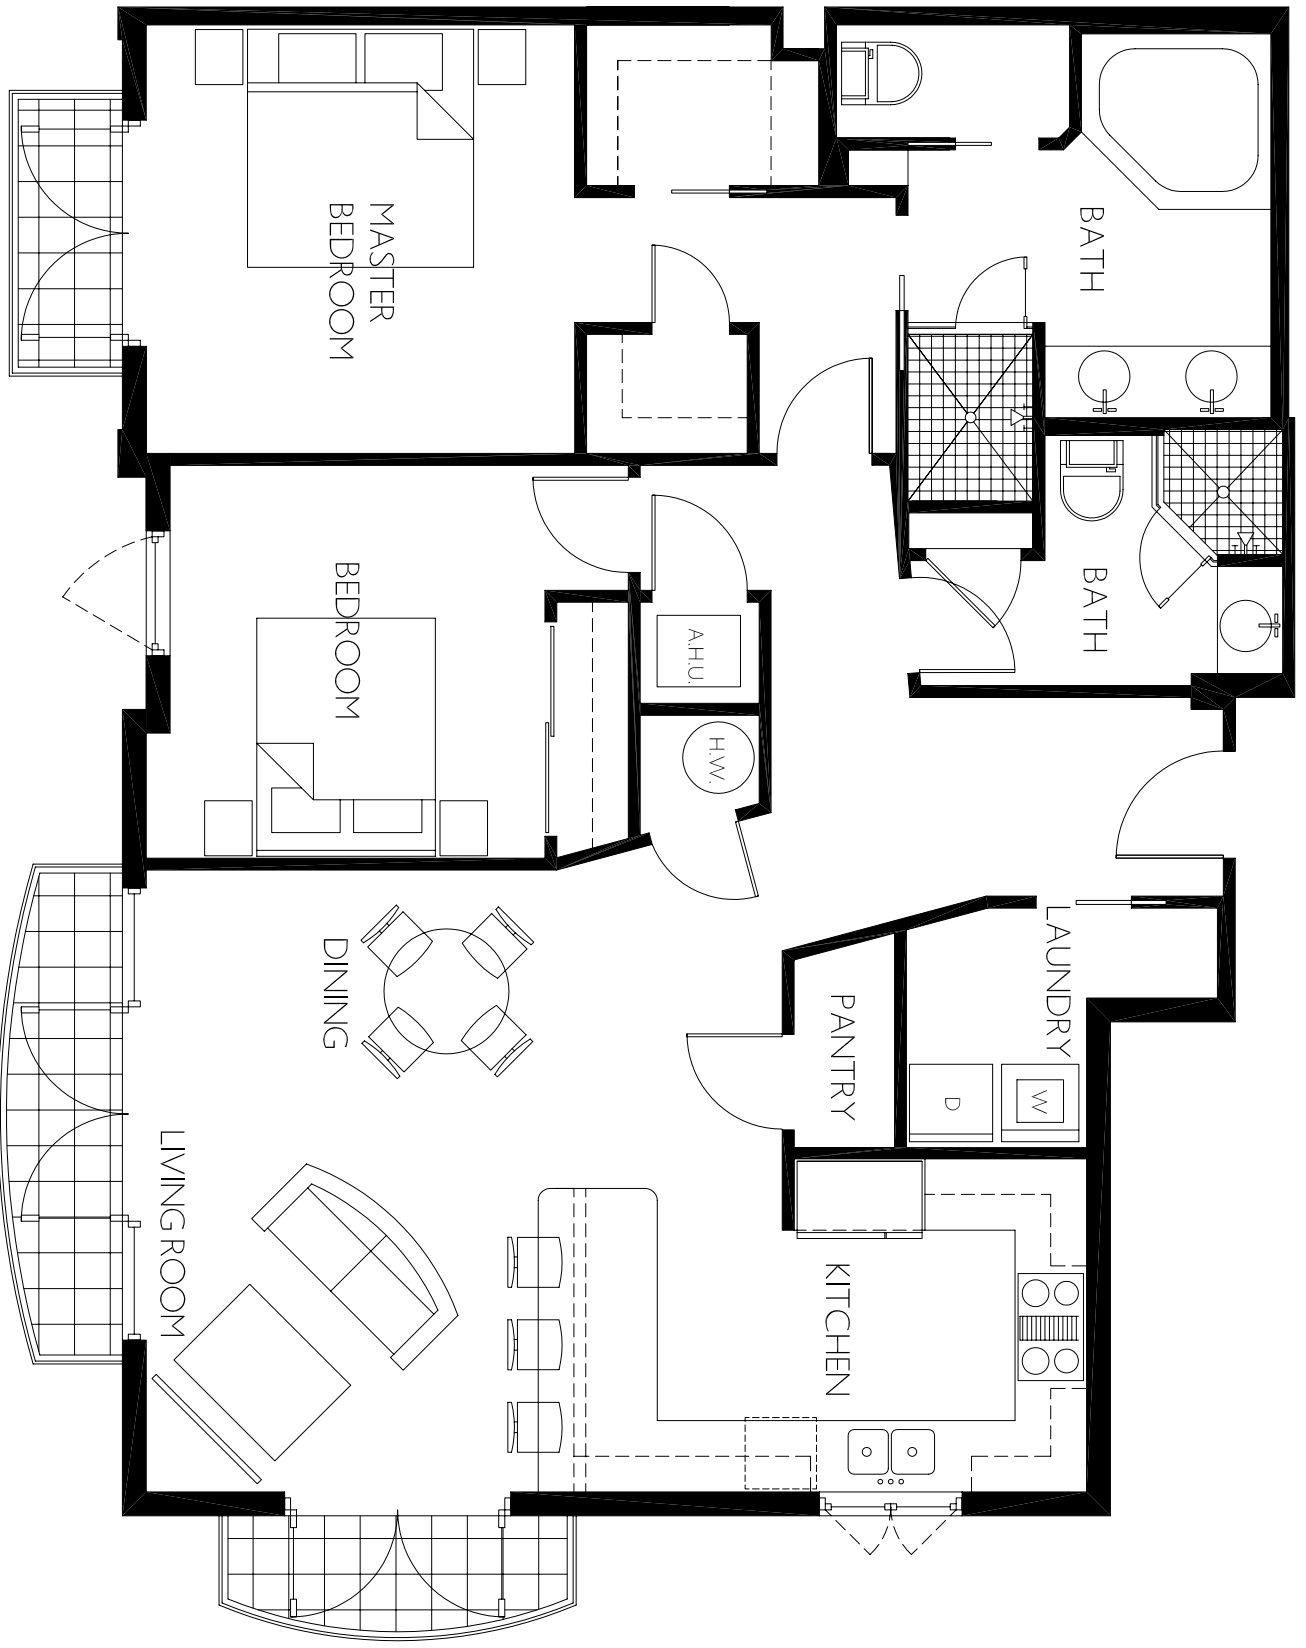 MASTER
BEDROOM
BATH
BEDROOM
A.H.U.
BATH
H.W.
DINING
PANTRY
LAUNDRY
D
W
LIVING ROOM
KITCHEN